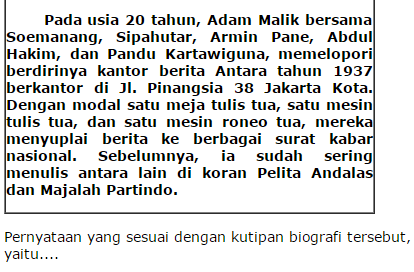 Pada usia 20 tahun, Adam Malik bersama
Soemanang, Sipahutar, Armin Pane, Abdul
Hakim, dan Pandu Kartawiguna, memelopori
berdirinya kantor berita Antara tahun 1937
berkantor di Jl. Pinangsia 38 Jakarta Kota.
Dengan modal satu meja tulis tua, satu mesin
tulis tua, dan satu mesin roneo tua, mereka
menyuplai berita ke berbagai surat kabar
nasional. Sebelumnya, ia sudah sering
menulis antara lain di koran Pelita Andalas
dan Majalah Partindo.
Pernyataan yang sesuai dengan kutipan biografi tersebut,
yaitu....